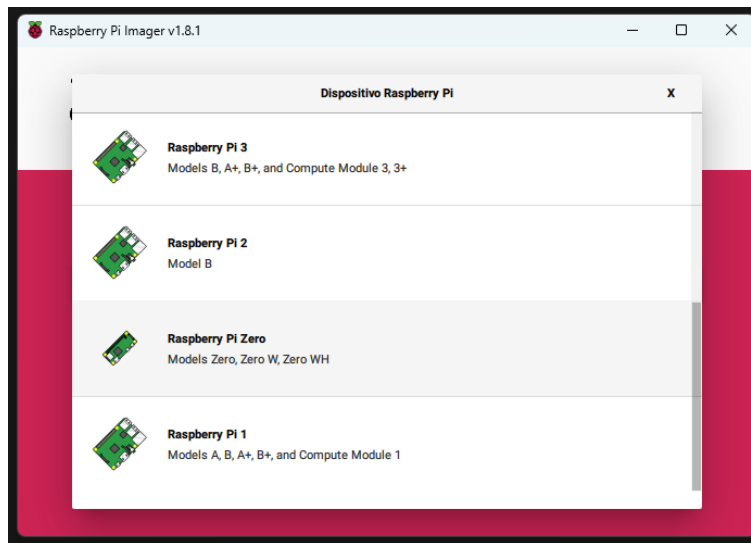 Raspberry Pi Imager v1.8.1
Dispositivo Raspberry Pi X
Raspberry Pi 3
Models B, A+, B+, and Compute Module 3, 3+
Raspberry Pi 2
Model B
Raspberry Pi Zero
Models Zero, Zero W, Zero WH
Raspberry Pi 1
Models A, B, A+, B+, and Compute Module 1